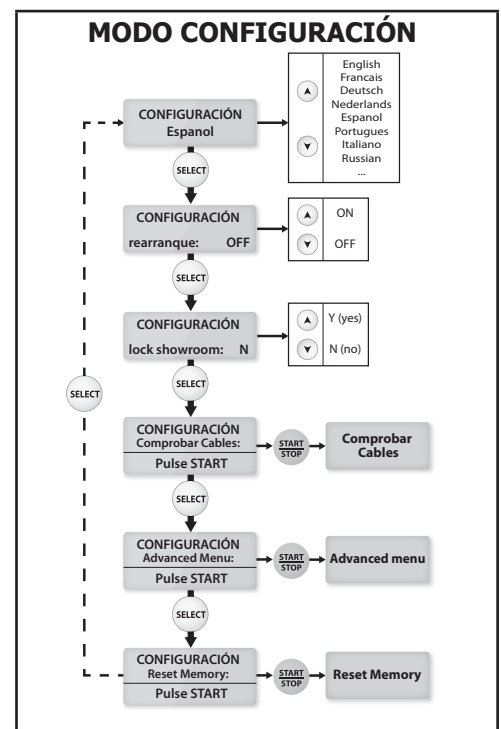 MODO CONFIGURACIÓN
CONFIGURACIÓN
Espanol
English
Francais
Deutsch
Nederlands
Espanol
Portugues
Italiano
Russian
...
SELECT
CONFIGURACIÓN
rearranque: OFF
ON
OFF
SELECT
CONFIGURACIÓN
lock showroom: N
Y (yes)
N (no)
SELECT
SELECT
CONFIGURACIÓN
Comprobar Cables:
Pulse START
START
STOP
Comprobar
Cables
SELECT
CONFIGURACIÓN
Advanced Menu:
Pulse START
START
STOP
Advanced menu
SELECT
CONFIGURACIÓN
Reset Memory:
Pulse START
START
STOP
Reset Memory